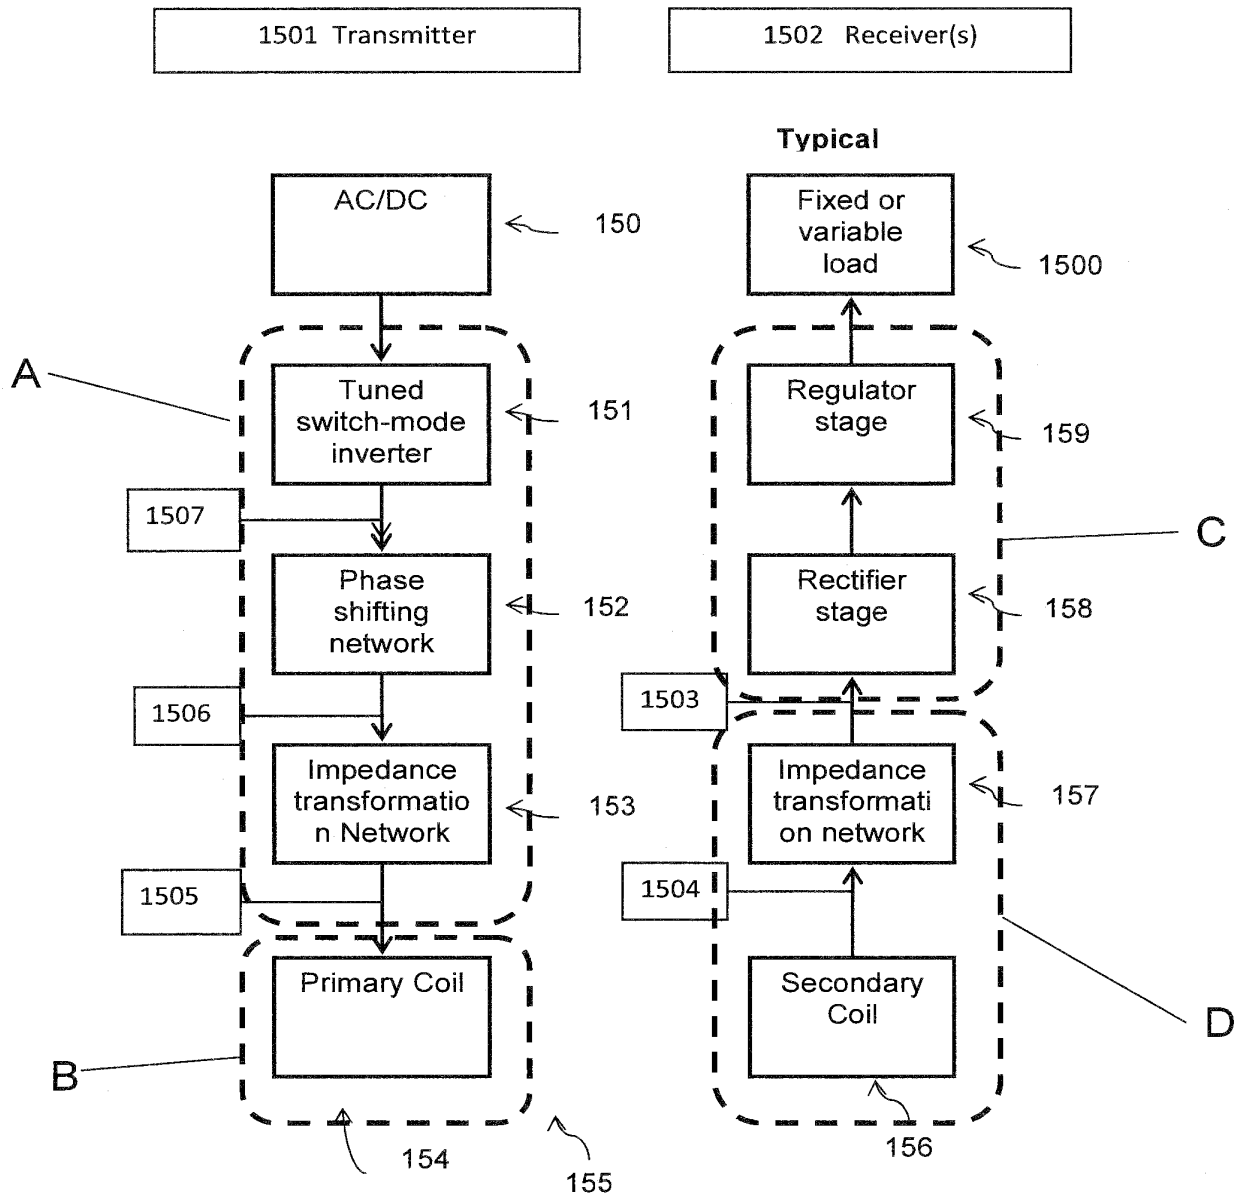 1501 Transmitter
1502 Receiver(s)
Typical
AC/DC
150
Fixed or
variable
load
1500
A
Tuned
switch-mode
inverter
151
Regulator
stage
159
1507
C
Phase
shifting
network
152
Rectifier
stage
158
1506
1503
Impedance
transformatio
n Network
153
Impedance
transformati
on network
157
1505
1504
Primary Coil
Secondary
Coil
D
B
154
155
156